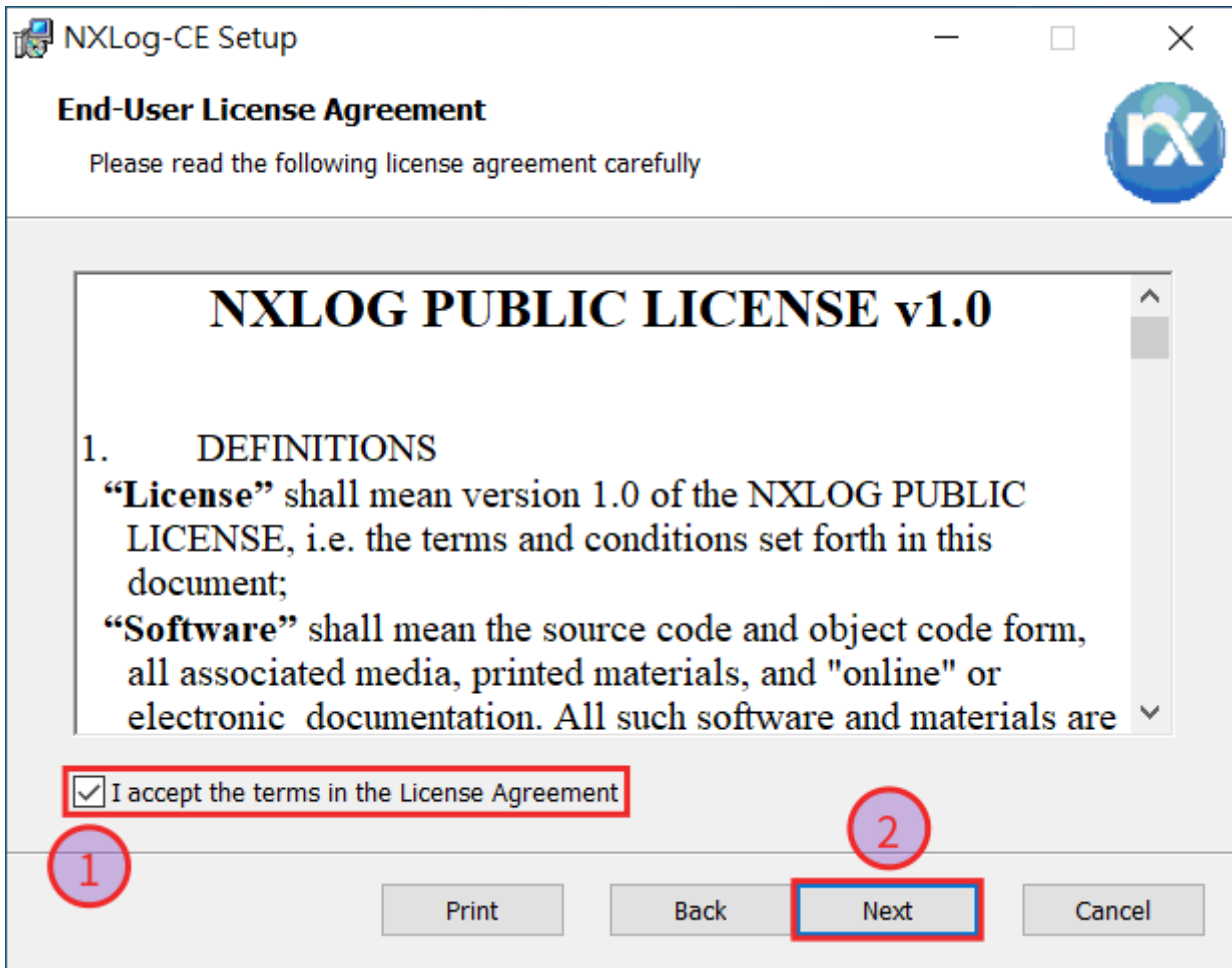 NXLog-CE Setup
End-User License Agreement
Please read the following license agreement carefully
nx
NXLOG PUBLIC LICENSE v1.0
1. DEFINITIONS
“License” shall mean version 1.0 of the NXLOG PUBLIC
LICENSE, i.e. the terms and conditions set forth in this
document;
“Software” shall mean the source code and object code form,
all associated media, printed materials, and "online" or
electronic  documentation. All such software and materials are
I accept the terms in the License Agreement
1
2
Print Back Next Cancel